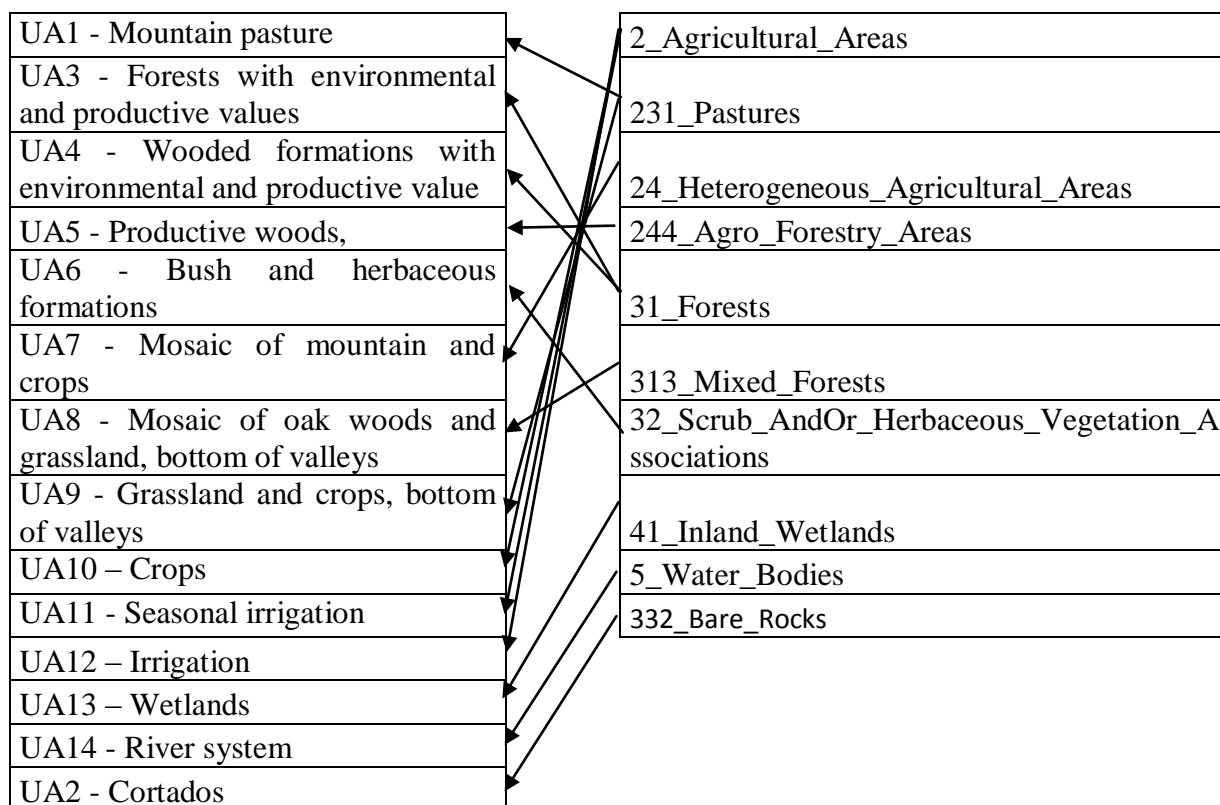 UA1 - Mountain pasture
UA3 - Forests with environmental
and productive values
UA4 - Wooded formations with
environmental and productive value
UA5 - Productive woods,
UA6 - Bush and herbaceous
formations
UA7 - Mosaic of mountain and
crops
UA8 - Mosaic of oak woods and
grassland, bottom of valleys
UA9 - Grassland and crops, bottom
of valleys
UA10 – Crops
UA11 - Seasonal irrigation
UA12 – Irrigation
UA13 – Wetlands
UA14 - River system
UA2 - Cortados
2_Agricultural_Areas
231_Pastures
24_Heterogeneous_Agricultural_Areas
244_Agro_Forestry_Areas
31_Forests
313_Mixed_Forests
32_Scrub_AndOr_Herbaceous_Vegetation_A
ssociations
41_Inland_Wetlands
5_Water_Bodies
332_Bare_Rocks